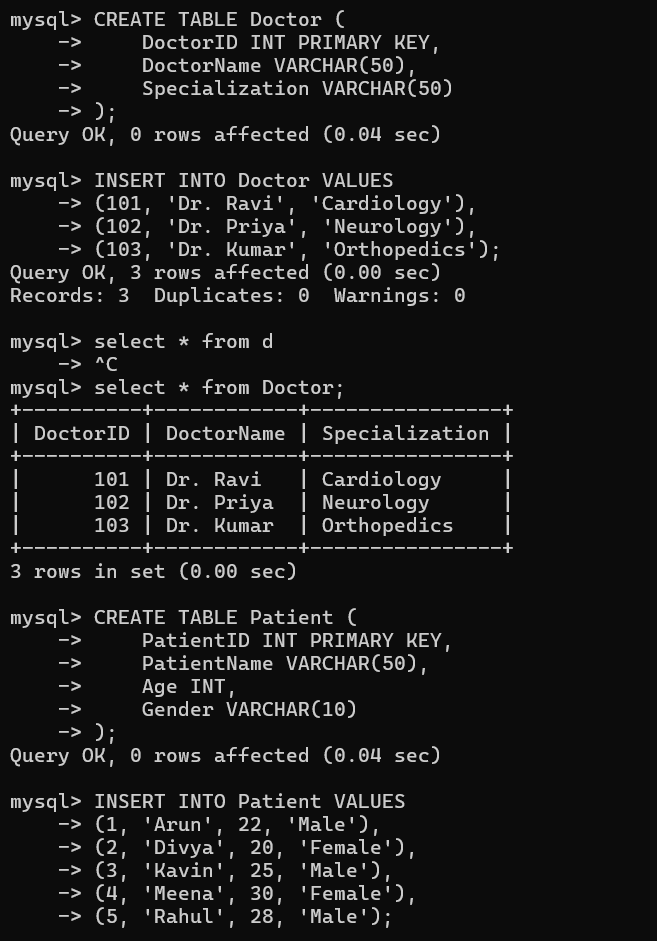 mysql> CREATE TABLE Doctor (
    ->     DoctorID INT PRIMARY KEY,
    ->     DoctorName VARCHAR(50),
    ->     Specialization VARCHAR(50)
    -> );
Query OK, 0 rows affected (0.04 sec)

mysql> INSERT INTO Doctor VALUES
    -> (101, 'Dr. Ravi', 'Cardiology'),
    -> (102, 'Dr. Priya', 'Neurology'),
    -> (103, 'Dr. Kumar', 'Orthopedics');
Query OK, 3 rows affected (0.00 sec)
Records: 3  Duplicates: 0  Warnings: 0

mysql> select * from d
    -> ^C
mysql> select * from Doctor;
+----------+------------+----------------+
| DoctorID | DoctorName | Specialization |
+----------+------------+----------------+
|      101 | Dr. Ravi   | Cardiology     |
|      102 | Dr. Priya  | Neurology      |
|      103 | Dr. Kumar  | Orthopedics    |
+----------+------------+----------------+
3 rows in set (0.00 sec)

mysql> CREATE TABLE Patient (
    ->     PatientID INT PRIMARY KEY,
    ->     PatientName VARCHAR(50),
    ->     Age INT,
    ->     Gender VARCHAR(10)
    -> );
Query OK, 0 rows affected (0.04 sec)

mysql> INSERT INTO Patient VALUES
    -> (1, 'Arun', 22, 'Male'),
    -> (2, 'Divya', 20, 'Female'),
    -> (3, 'Kavin', 25, 'Male'),
    -> (4, 'Meena', 30, 'Female'),
    -> (5, 'Rahul', 28, 'Male');